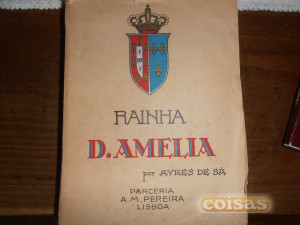 RAINHA
D. AMELIA
por AYRES DE SÁ
PARCERIA
A. M. PEREIRA
LISBOA
coisas